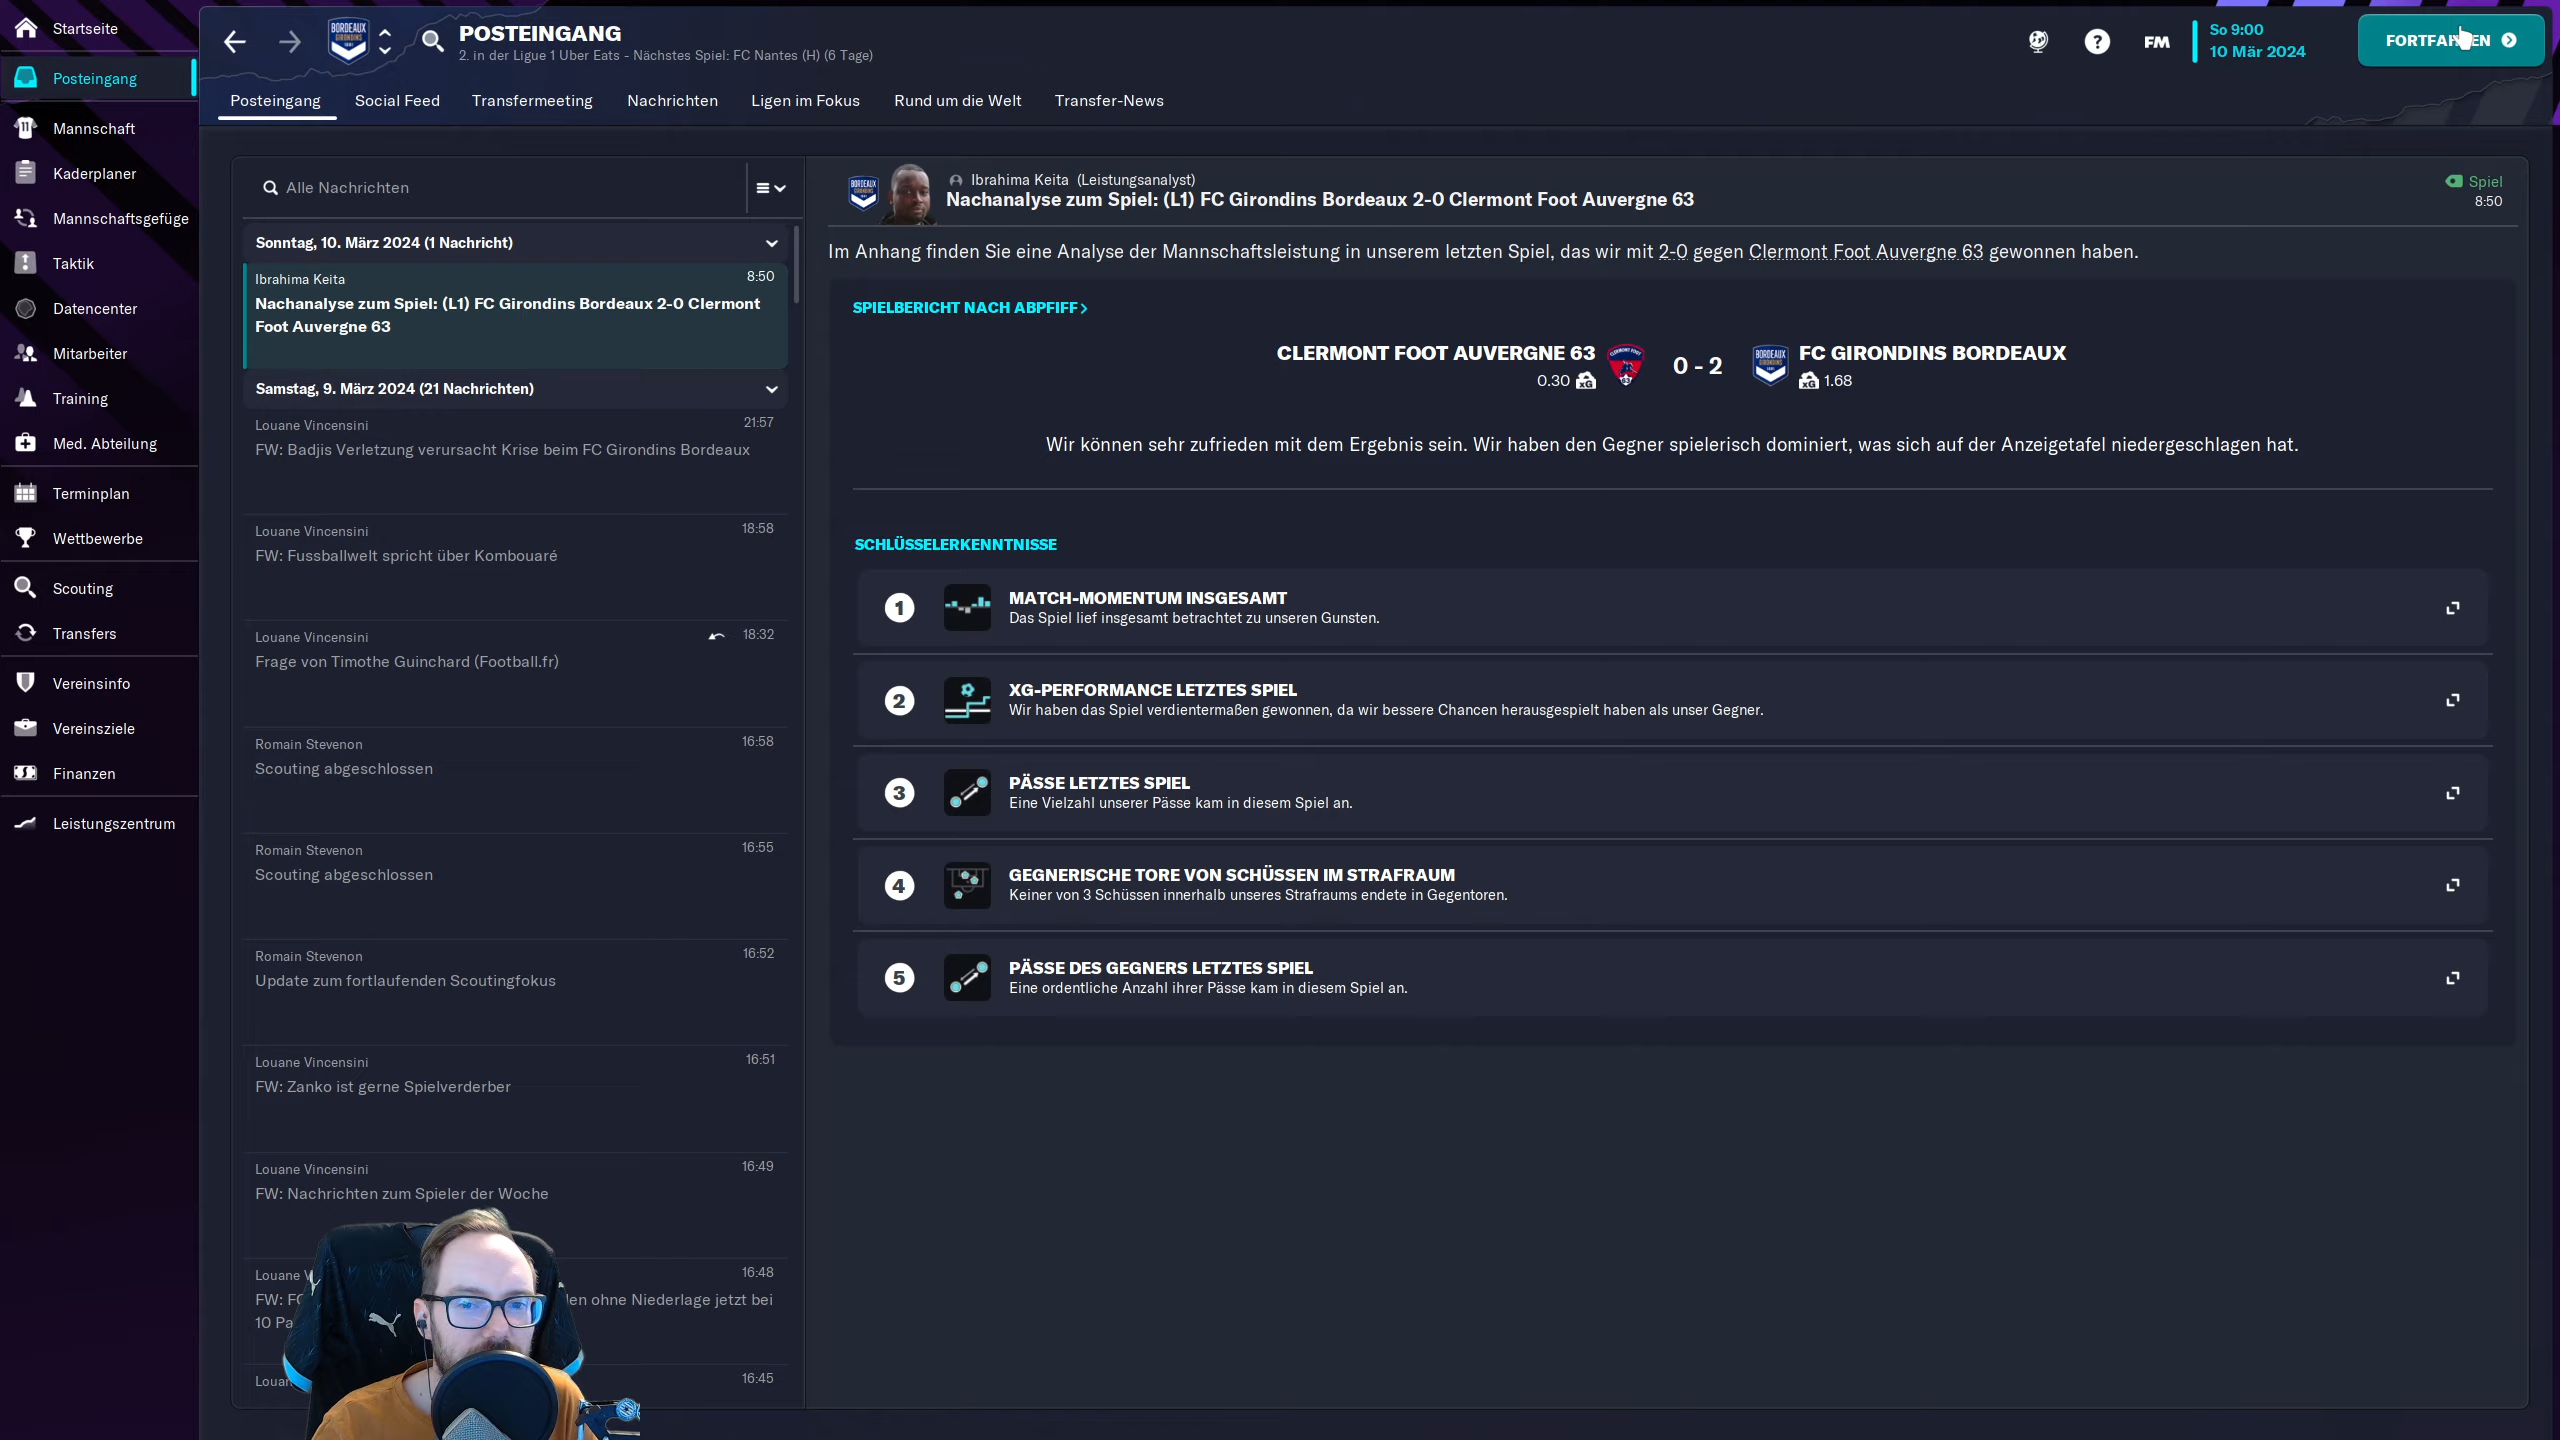 Startseite
Posteingang
Mannschaft
Kaderplaner
Mannschaftsgefüge
Taktik
Datencenter
Mitarbeiter
Training
Med. Abteilung
Terminplan
Wettbewerbe
Scouting
Transfers
Vereinsinfo
Vereinsziele
Finanzen
Leistungszentrum
BORDEAUX
POSTEINGANG
2. in der Ligue 1 Uber Eats - Nächstes Spiel: FC Nantes (H) (6 Tage)
FM
So 9:00
10 Mär 2024
Posteingang Social Feed Transfermeeting Nachrichten Ligen im Fokus Rund um die Welt Transfer-News
Alle Nachrichten
Sonntag, 10. März 2024 (1 Nachricht)
Ibrahima Keita 8:50
Nachanalyse zum Spiel: (L1) FC Girondins Bordeaux 2-0 Clermont
Foot Auvergne 63
Samstag, 9. März 2024 (21 Nachrichten)
Louane Vincensini 21:57
FW: Badjis Verletzung verursacht Krise beim FC Girondins Bordeaux
Louane Vincensini 18:58
FW: Fussballwelt spricht über Kombouaré
Louane Vincensini 18:32
Frage von Timothe Guinchard (Football.fr)
Romain Stevenon 16:58
Scouting abgeschlossen
Romain Stevenon 16:55
Scouting abgeschlossen
Romain Stevenon 16:52
Update zum fortlaufenden Scoutingfokus
Louane Vincensini 16:51
FW: Zanko ist gerne Spielverderber
Louane Vincensini 16:49
FW: Nachrichten zum Spieler der Woche
Louane 16:48
FW: ohne Niederlage jetzt bei
10
16:45
Ibrahima Keita (Leistungsanalyst)
Nachanalyse zum Spiel: (L1) FC Girondins Bordeaux 2-0 Clermont Foot Auvergne 63
Spiel
8:50
Im Anhang finden Sie eine Analyse der Mannschaftsleistung in unserem letzten Spiel, das wir mit 2-0 gegen Clermont Foot Auvergne 63 gewonnen haben.
SPIELBERICHT NACH ABPFIFF
CLERMONT FOOT AUVERGNE 63 0 - 2 FC GIRONDINS BORDEAUX
0.30 xG xG 1.68
Wir können sehr zufrieden mit dem Ergebnis sein. Wir haben den Gegner spielerisch dominiert, was sich auf der Anzeigetafel niedergeschlagen hat.
SCHLÜSSELERKENNTNISSE
1 MATCH-MOMENTUM INSGESAMT
Das Spiel lief insgesamt betrachtet zu unseren Gunsten.
2 XG-PERFORMANCE LETZTES SPIEL
Wir haben das Spiel verdientermaßen gewonnen, da wir bessere Chancen herausgespielt haben als unser Gegner.
3 PÄSSE LETZTES SPIEL
Eine Vielzahl unserer Pässe kam in diesem Spiel an.
4 GEGNERISCHE TORE VON SCHÜSSEN IM STRAFRAUM
Keiner von 3 Schüssen innerhalb unseres Strafraums endete in Gegentoren.
5 PÄSSE DES GEGNERS LETZTES SPIEL
Eine ordentliche Anzahl ihrer Pässe kam in diesem Spiel an.